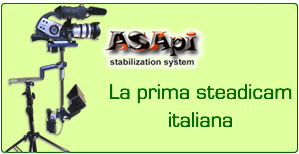 ASApi
stabilization system
La prima steadicam
italiana